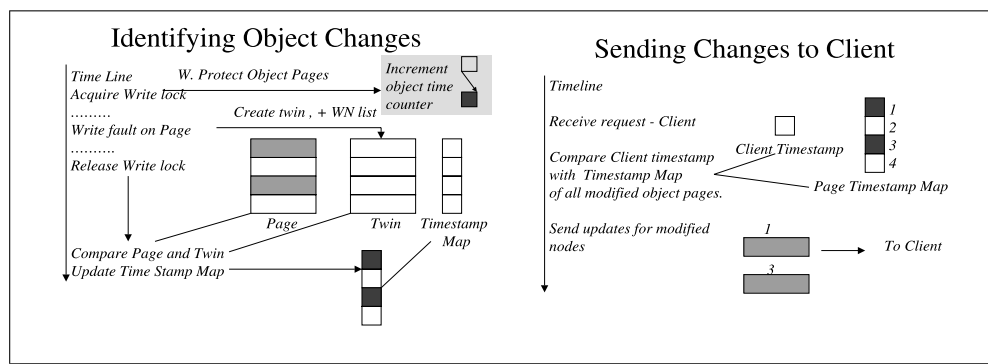 Identifying Object Changes
Time Line
W. Protect Object Pages
Acquire Write lock
Increment
object time
counter
.........
Create twin , + WN list
Write fault on Page
.........
Release Write lock
Page
Twin
Timestamp
Map
Compare Page and Twin
Update Time Stamp Map
Sending Changes to Client
Timeline
Receive request - Client
1
2
3
4
Client Timestamp
Compare Client timestamp
with Timestamp Map
of all modified object pages.
Page Timestamp Map
Send updates for modified
nodes
1
To Client
3